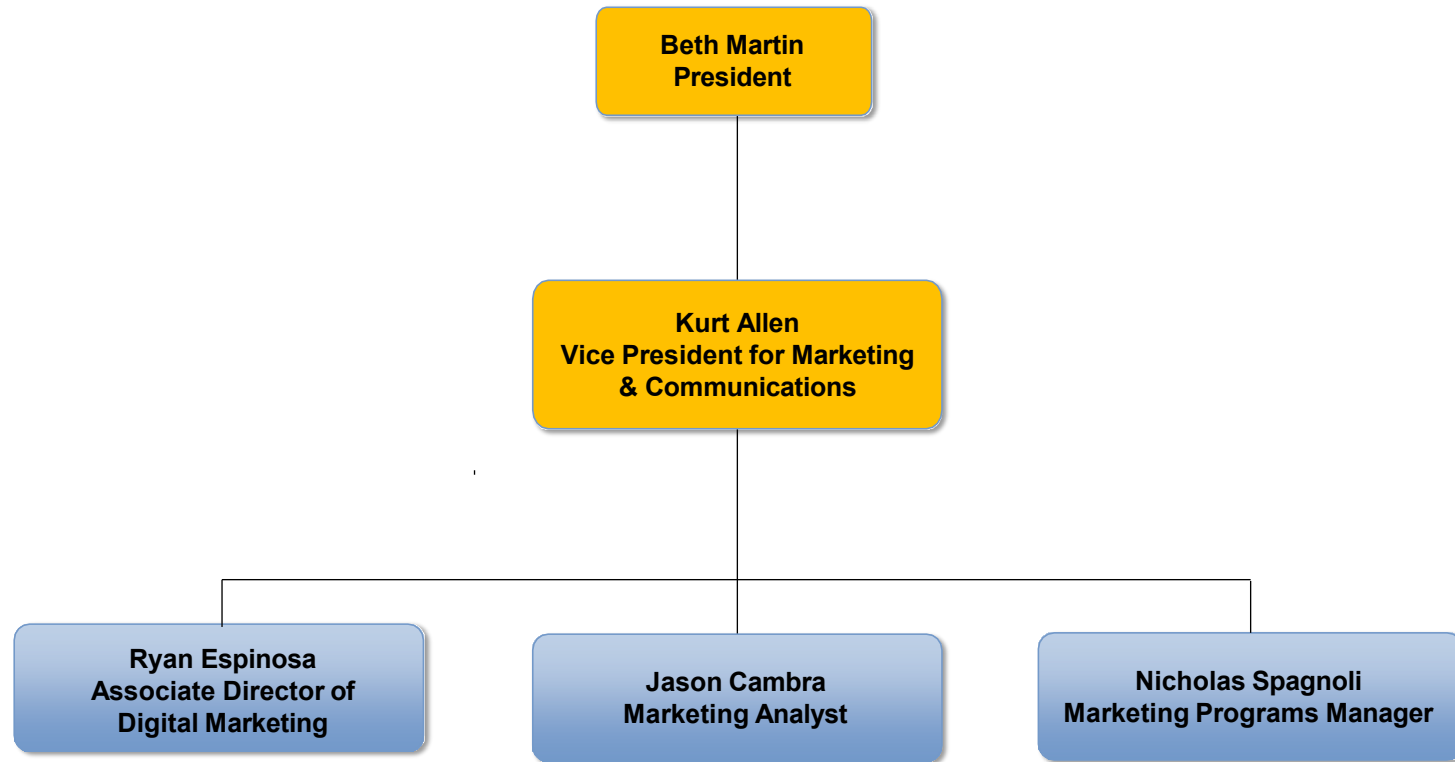 Beth Martin
President
Kurt Allen
Vice President for Marketing
& Communications
Ryan Espinosa
Associate Director of
Digital Marketing
Jason Cambra
Marketing Analyst
Nicholas Spagnoli
Marketing Programs Manager